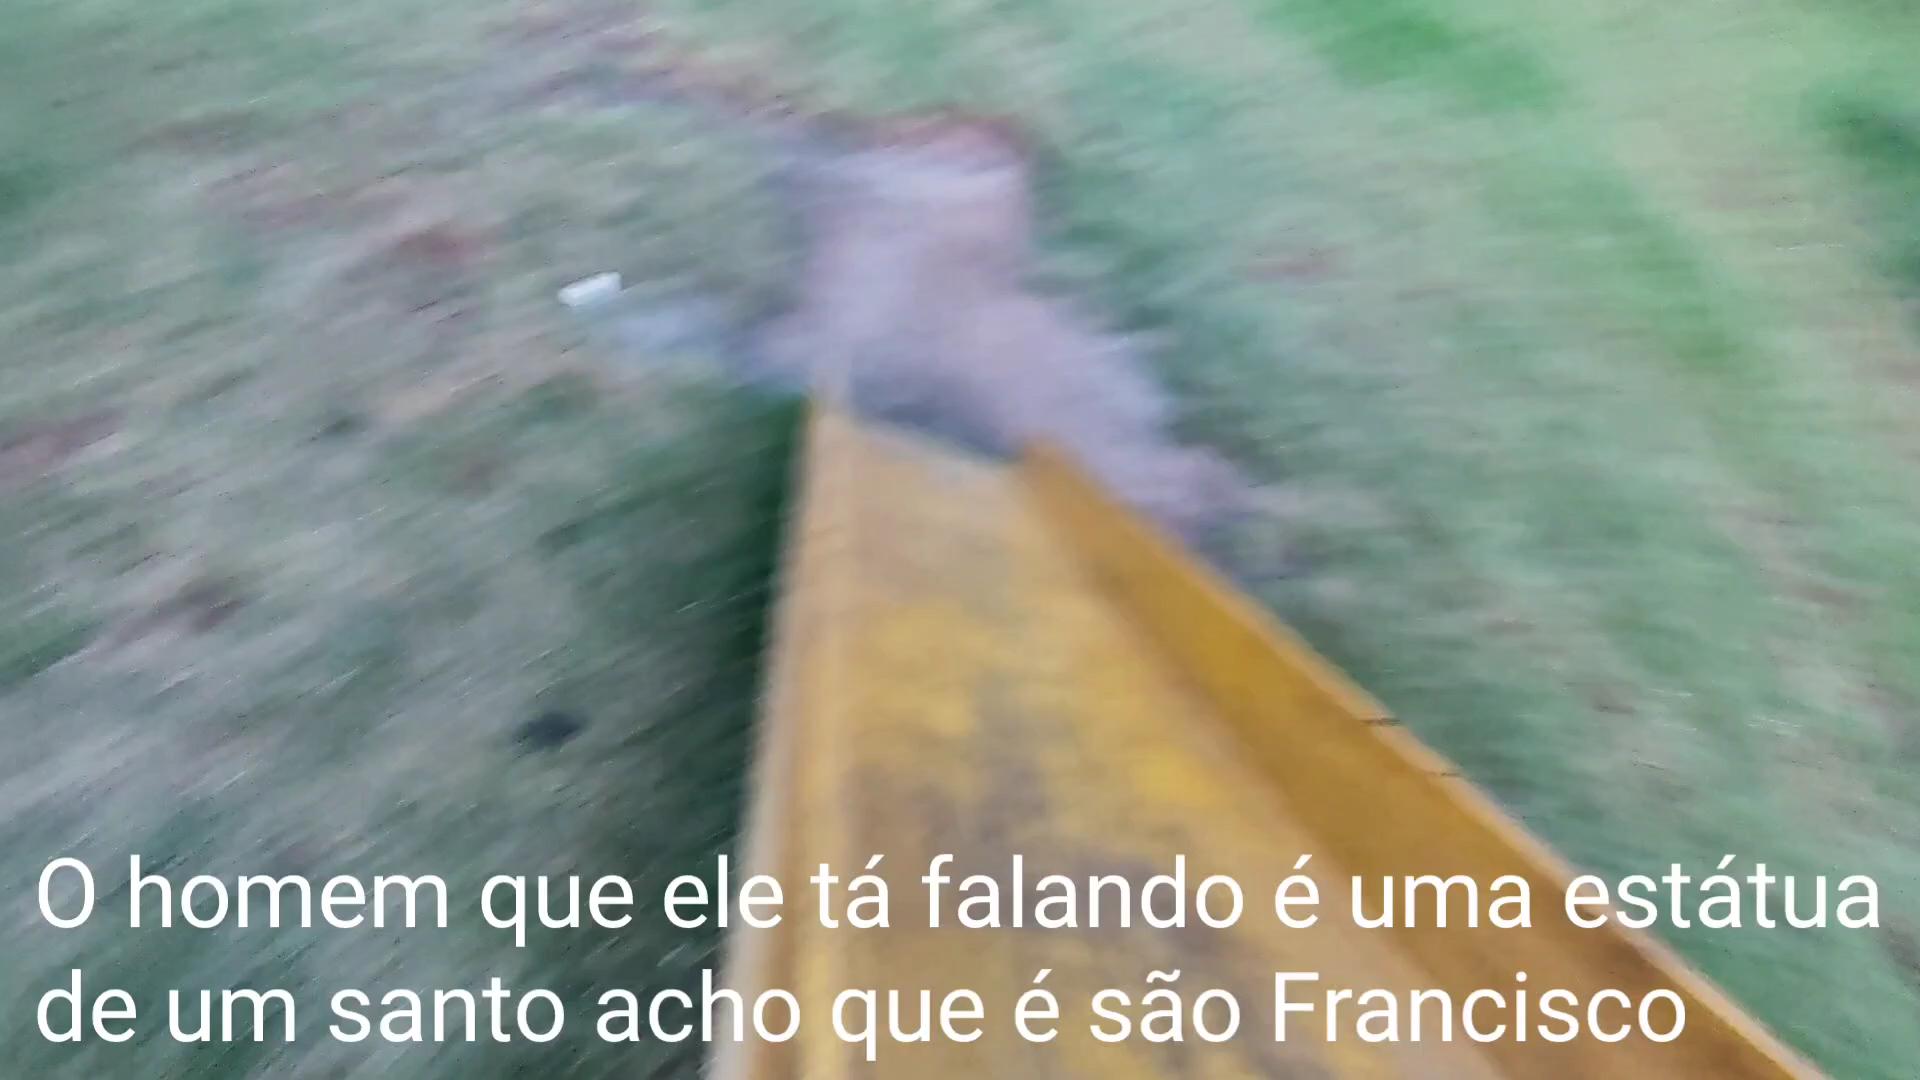 O homem que ele tá falando é uma estátua
de um santo acho que é são Francisco